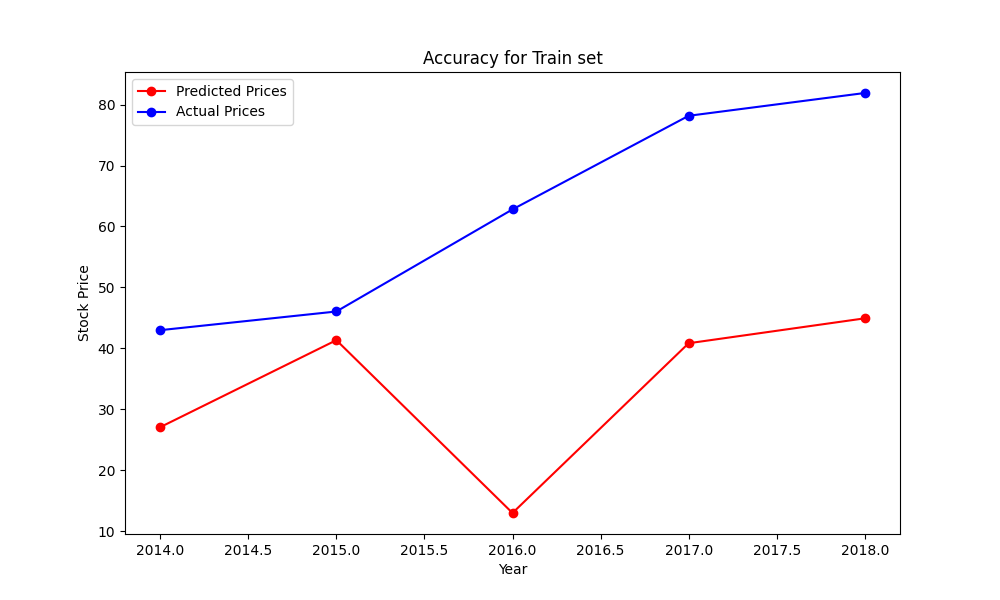 Accuracy for Train set
Predicted Prices
Actual Prices
80
70
60
50
40
30
20
10
Stock Price
2014.0 2014.5 2015.0 2015.5 2016.0 2016.5 2017.0 2017.5 2018.0
Year